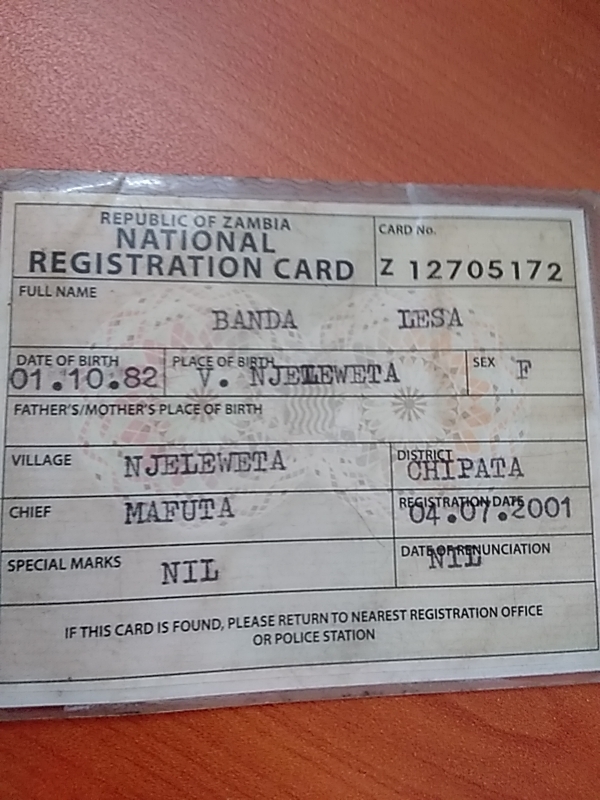 REPUBLIC OF ZAMBIA
NATIONAL
REGISTRATION CARD
CARD No.
Z 12705172
FULL NAME
BANDA LESA
DATE OF BIRTH
01.10.82
PLACE OF BIRTH
V. NJELEWETA
SEX F
FATHER'S/MOTHER'S PLACE OF BIRTH
VILLAGE NJELEWETA
DISTRICT
CHIPATA
CHIEF MAFUTA
REGISTRATION DATE
04.07.2001
SPECIAL MARKS NIL
DATE OF RENUNCIATION
NIL
IF THIS CARD IS FOUND, PLEASE RETURN TO NEAREST REGISTRATION OFFICE
OR POLICE STATION